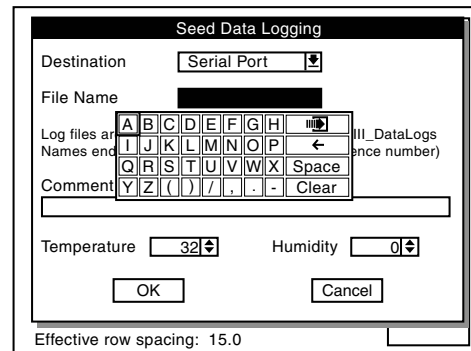 Seed Data Logging
Destination Serial Port
File Name
A B C D E F G H
Log files ar III_DataLogs
I J K L M N O P ←
Names end ence number)
Q R S T U V W X Space
Comment Y Z ( ) / , . - Clear
Temperature 32 Humidity 0
OK Cancel
Effective row spacing: 15.0